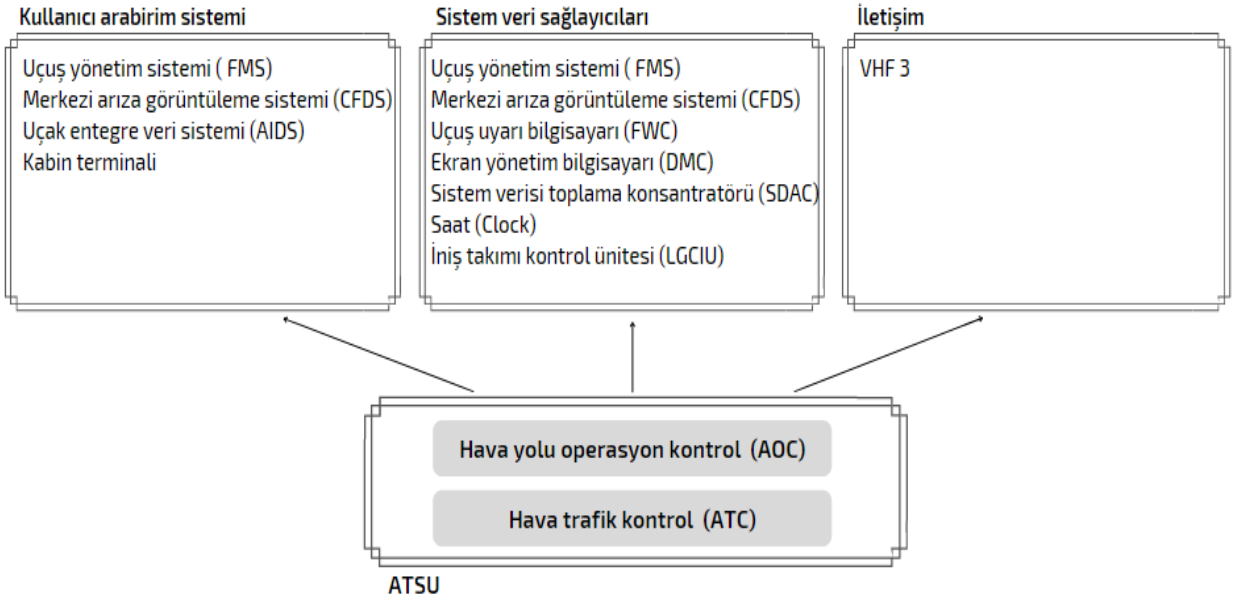 Kullanıcı arabirim sistemi
Uçuş yönetim sistemi ( FMS)
Merkezi arıza görüntüleme sistemi (CFDS)
Uçak entegre veri sistemi (AIDS)
Kabin terminali
Sistem veri sağlayıcıları
Uçuş yönetim sistemi ( FMS)
Merkezi arıza görüntüleme sistemi (CFDS)
Uçuş uyarı bilgisayarı (FWC)
Ekran yönetim bilgisayarı (DMC)
Sistem verisi toplama konsantratörü (SDAC)
Saat (Clock)
İniş takımı kontrol ünitesi (LGCIU)
İletişim
VHF 3
Hava yolu operasyon kontrol (AOC)
Hava trafik kontrol (ATC)
ATSU